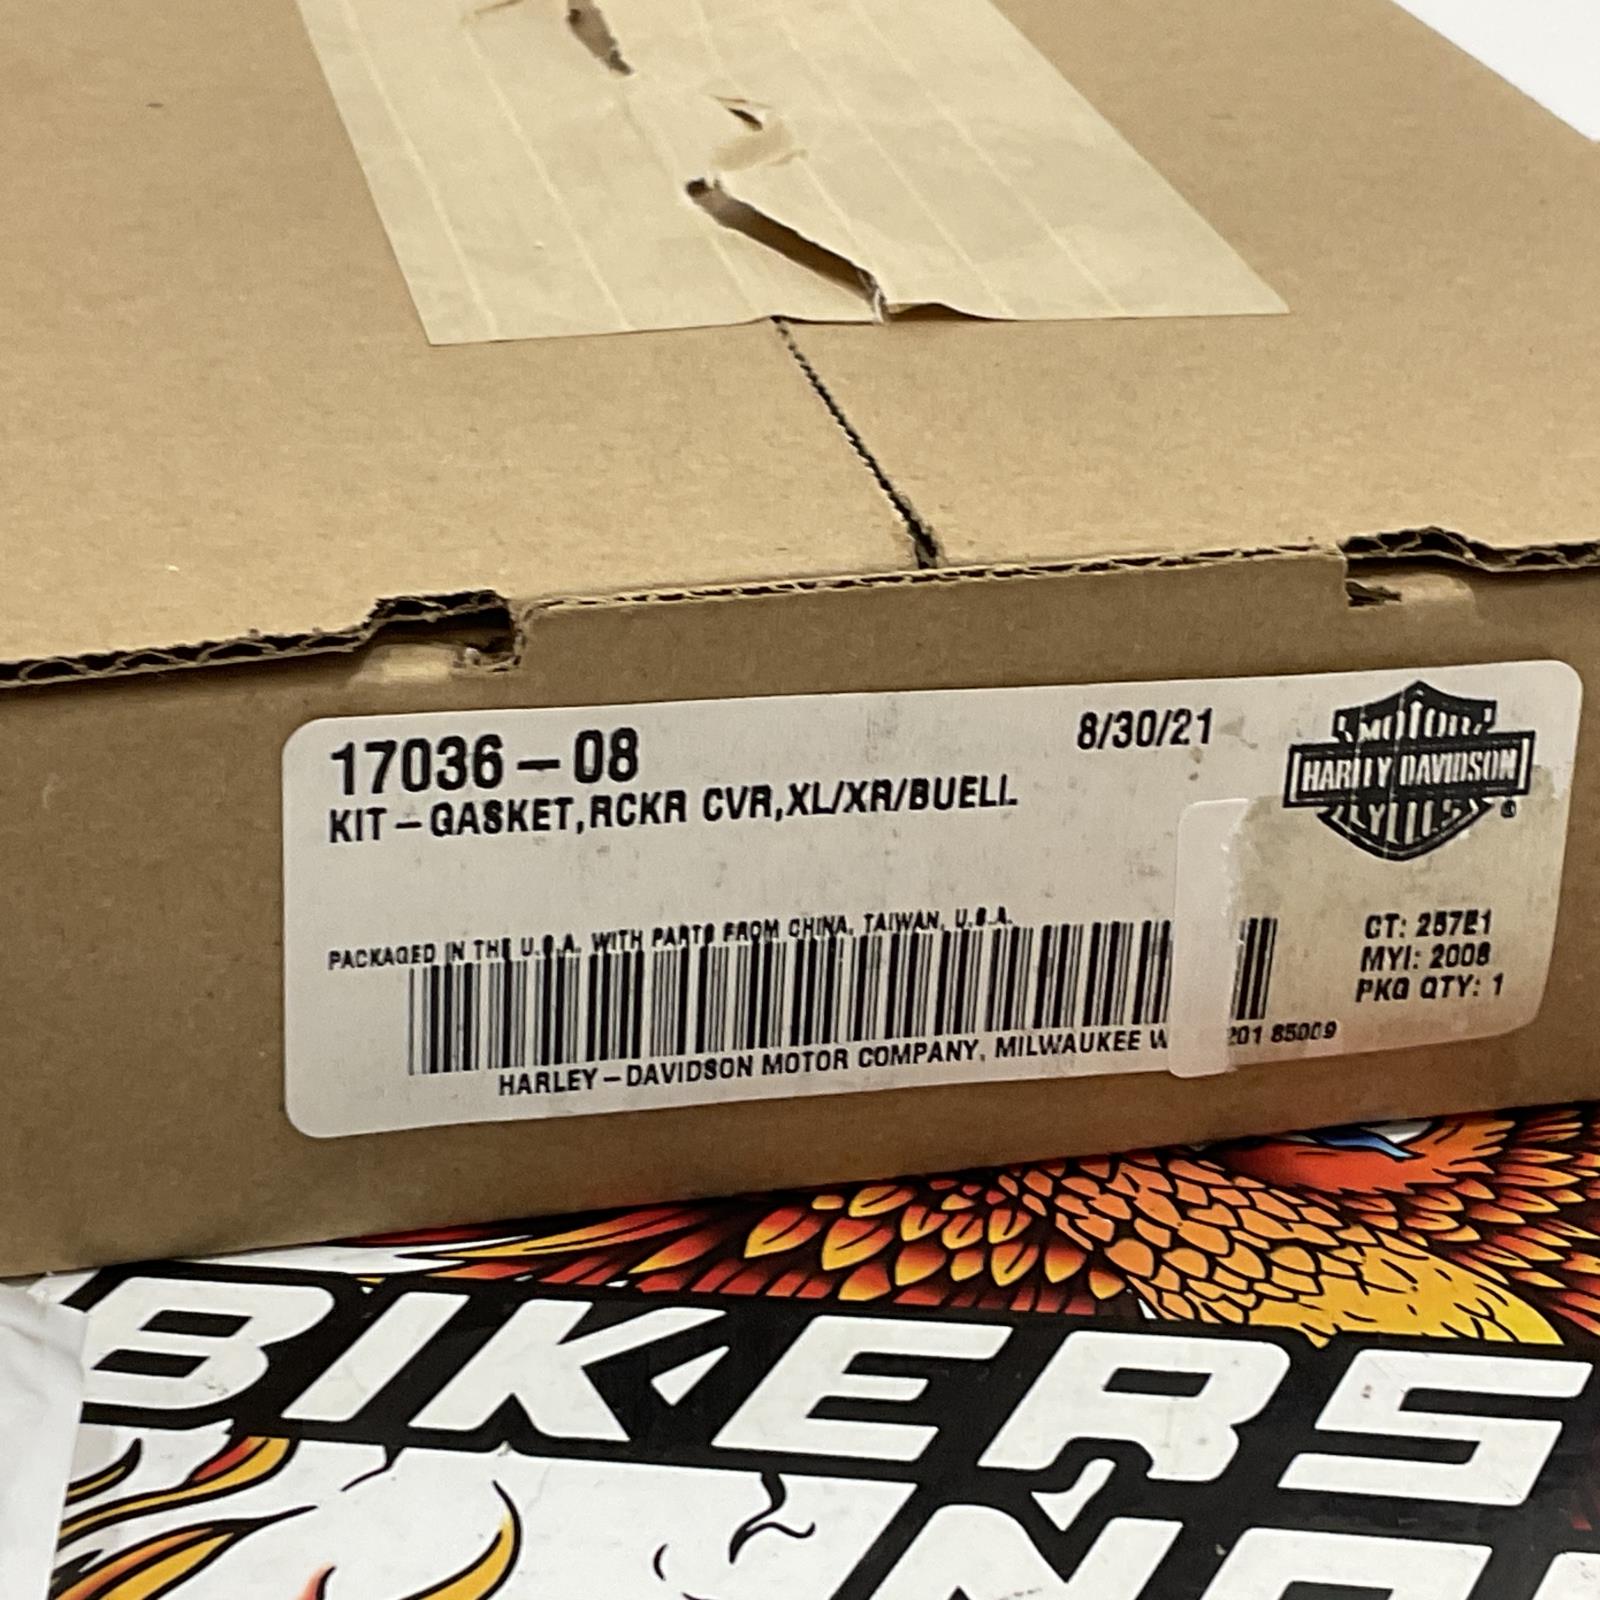 17036-08
8/30/21
KIT-GASKET,RCKR CVR,XL/XR/BUELL
MOTOR
HARLEY-DAVIDSON
CYCLES
®
PACKAGED IN THE U.S.A. WITH PARTS FROM CHINA, TAIWAN, U.S.A.
CT: 257E1
MYI: 2008
PKG QTY: 1
HARLEY-DAVIDSON MOTOR COMPANY, MILWAUKEE W 201 85009
BIKERS